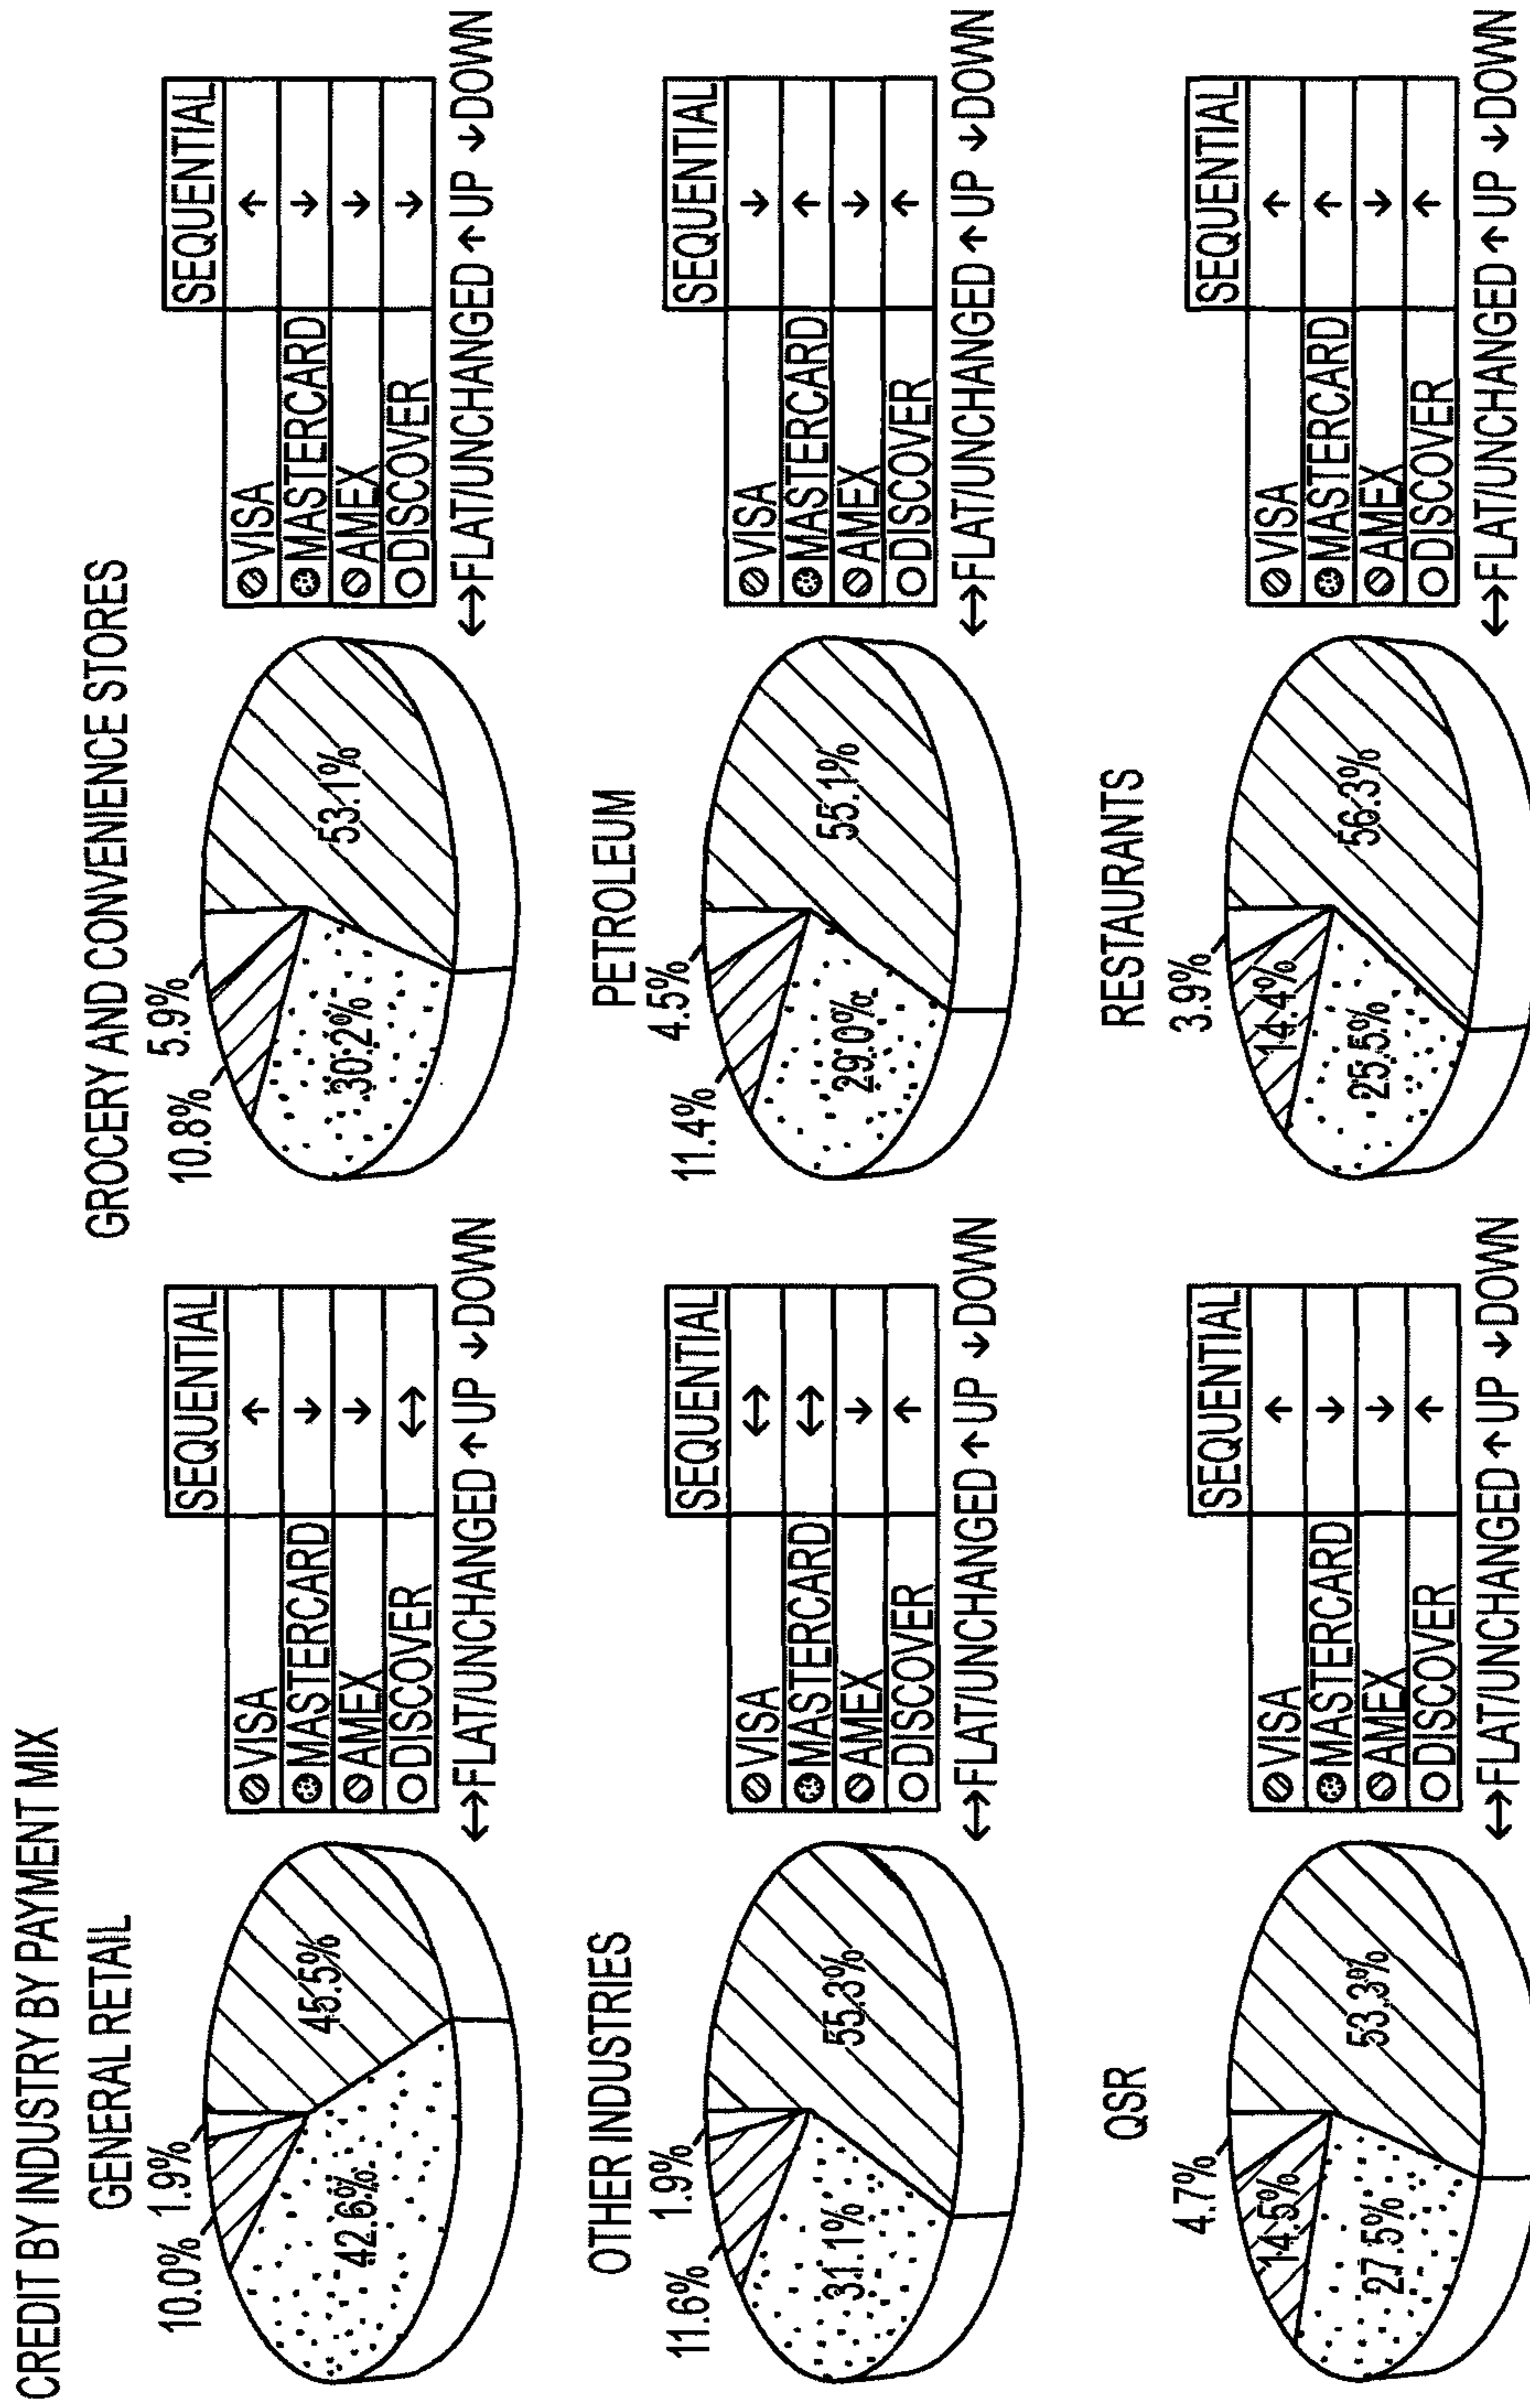 CREDIT BY INDUSTRY BY PAYMENT MIX
GENERAL RETAIL
10.0%
1.9%
42.6%
45.5%
SEQUENTIAL
VISA ↑
MASTERCARD ↓
AMEX ↓
DISCOVER ↔
↔FLAT/UNCHANGED ↑UP ↓DOWN
GROCERY AND CONVENIENCE STORES
10.8%
5.9%
30.2%
53.1%
SEQUENTIAL
VISA ↑
MASTERCARD ↓
AMEX ↓
DISCOVER ↓
↔FLAT/UNCHANGED ↑UP ↓DOWN
OTHER INDUSTRIES
11.6%
1.9%
31.1%
55.3%
SEQUENTIAL
VISA ↔
MASTERCARD ↔
AMEX ↓
DISCOVER ↑
↔FLAT/UNCHANGED ↑UP ↓DOWN
PETROLEUM
11.4%
4.5%
29.0%
55.1%
SEQUENTIAL
VISA ↓
MASTERCARD ↑
AMEX ↓
DISCOVER ↑
↔FLAT/UNCHANGED ↑UP ↓DOWN
QSR
4.7%
14.5%
27.5%
53.3%
SEQUENTIAL
VISA ↑
MASTERCARD ↓
AMEX ↓
DISCOVER ↑
↔FLAT/UNCHANGED ↑UP ↓DOWN
RESTAURANTS
3.9%
14.4%
25.5%
56.3%
SEQUENTIAL
VISA ↑
MASTERCARD ↑
AMEX ↓
DISCOVER ↑
↔FLAT/UNCHANGED ↑UP ↓DOWN